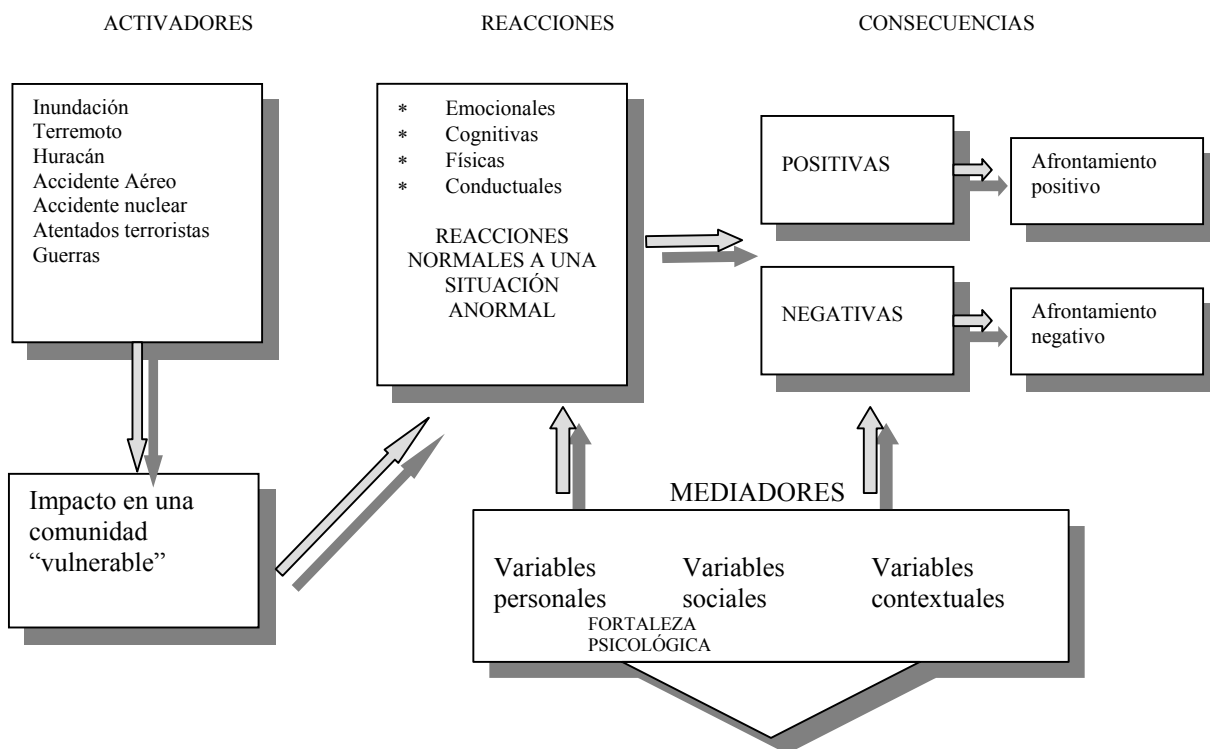 ACTIVADORES
REACCIONES
CONSECUENCIAS
Inundación
Terremoto
Huracán
Accidente Aéreo
Accidente nuclear
Atentados terroristas
Guerras
* Emocionales
* Cognitivas
* Físicas
* Conductuales
REACCIONES
NORMALES A UNA
SITUACIÓN
ANORMAL
POSITIVAS
Afrontamiento
positivo
NEGATIVAS
Afrontamiento
negativo
Impacto en una
comunidad
“vulnerable”
MEDIADORES
Variables
personales
Variables
sociales
Variables
contextuales
FORTALEZA
PSICOLÓGICA